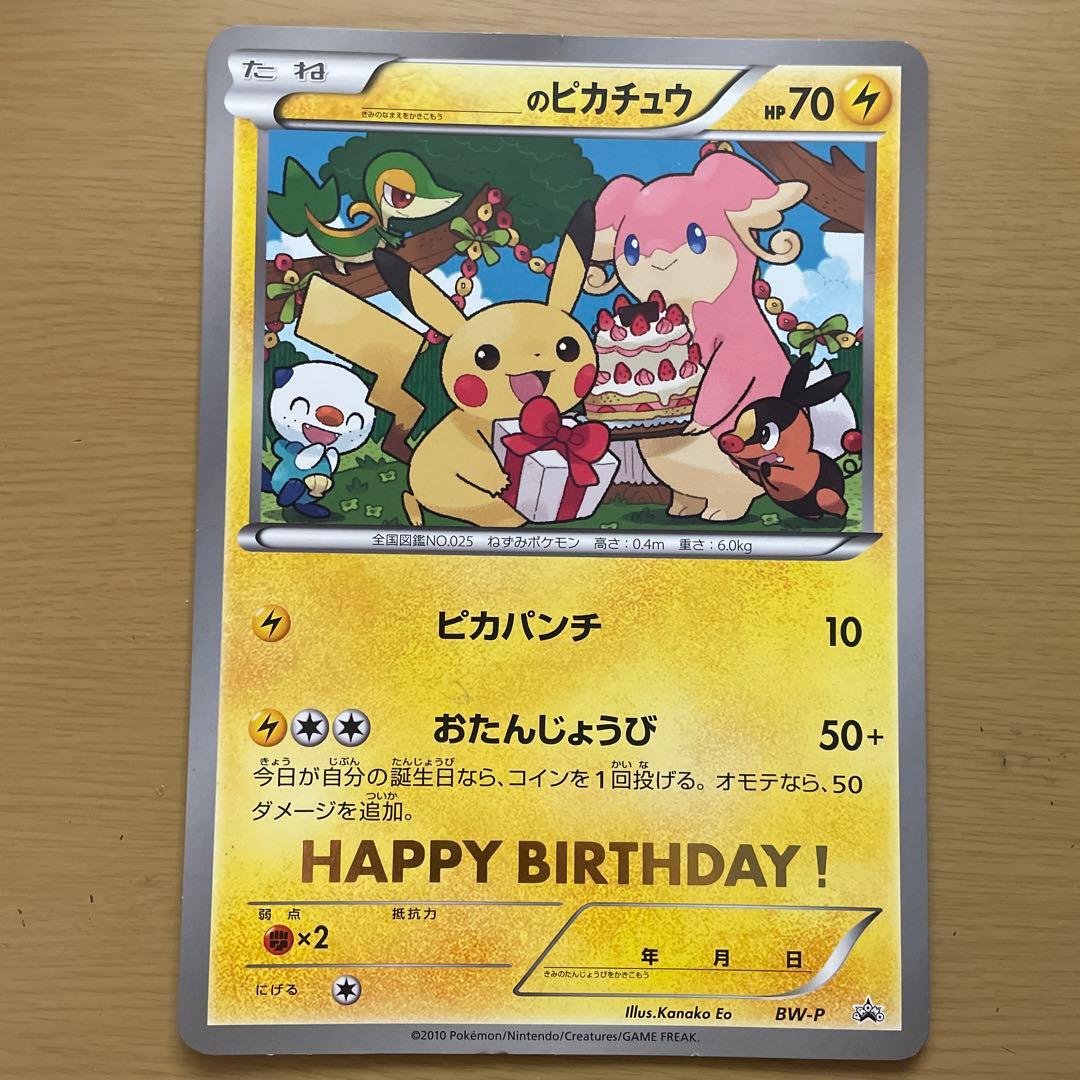 たね
のピカチュウ HP70
きみのなまえをかきこもう
全国図鑑NO.025 ねずみポケモン 高さ：0.4m 重さ：6.0kg
ピカパンチ 10
おたんじょうび 50+
きょう じぶん たんじょうび かいな
今日が自分の誕生日なら、コインを1回投げる。オモテなら、50
ついか
ダメージを追加。
HAPPY BIRTHDAY!
弱点 抵抗力
×2
年 月 日
きみのたんじょうびをかきこもう
にげる
Illus.Kanako Eo BW-P PROMO
©2010 Pokémon/Nintendo/Creatures/GAME FREAK.